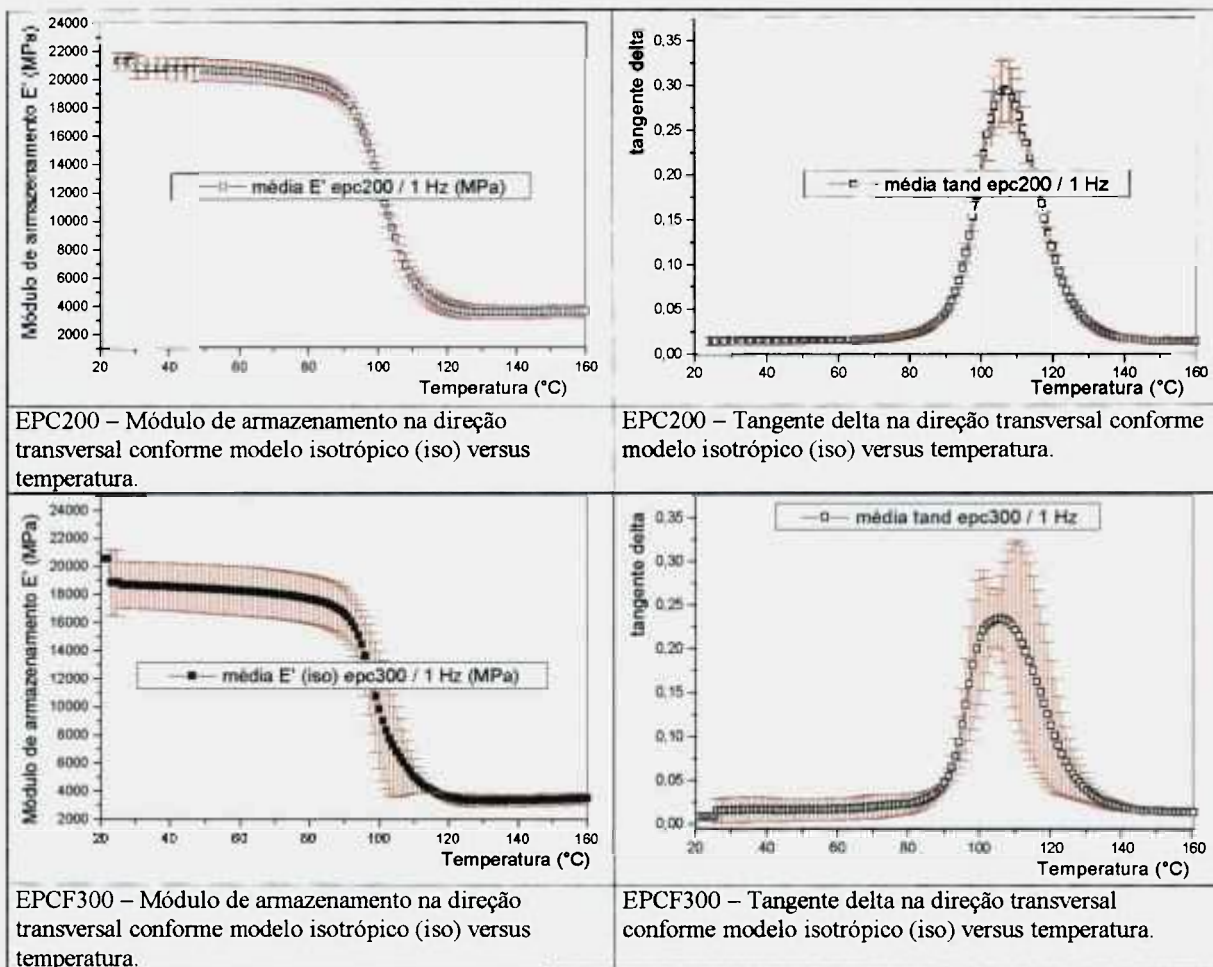 Módulo de armazenamento E' (MPa)
24000
22000
20000
18000
16000
14000
12000
10000
8000
6000
4000
2000
média E' epc200 / 1 Hz (MPa)
20 40 60 80 100 120 140 160
Temperatura (°C)
tangente delta
0,35
0,30
0,25
0,20
0,15
0,10
0,05
0,00
média tand epc200 / 1 Hz
20 40 60 80 100 120 140 160
Temperatura (°C)
EPC200 – Módulo de armazenamento na direção
transversal conforme modelo isotrópico (iso) versus
temperatura.
EPC200 – Tangente delta na direção transversal conforme
modelo isotrópico (iso) versus temperatura.
Módulo de armazenamento E' (MPa)
24000
22000
20000
18000
16000
14000
12000
10000
8000
6000
4000
2000
média E' (iso) epc300 / 1 Hz (MPa)
20 40 60 80 100 120 140 160
Temperatura (°C)
tangente delta
0,35
0,30
0,25
0,20
0,15
0,10
0,05
0,00
média tand epc300 / 1 Hz
20 40 60 80 100 120 140 160
Temperatura (°C)
EPCF300 – Módulo de armazenamento na direção
transversal conforme modelo isotrópico (iso) versus
temperatura.
EPCF300 – Tangente delta na direção transversal
conforme modelo isotrópico (iso) versus temperatura.